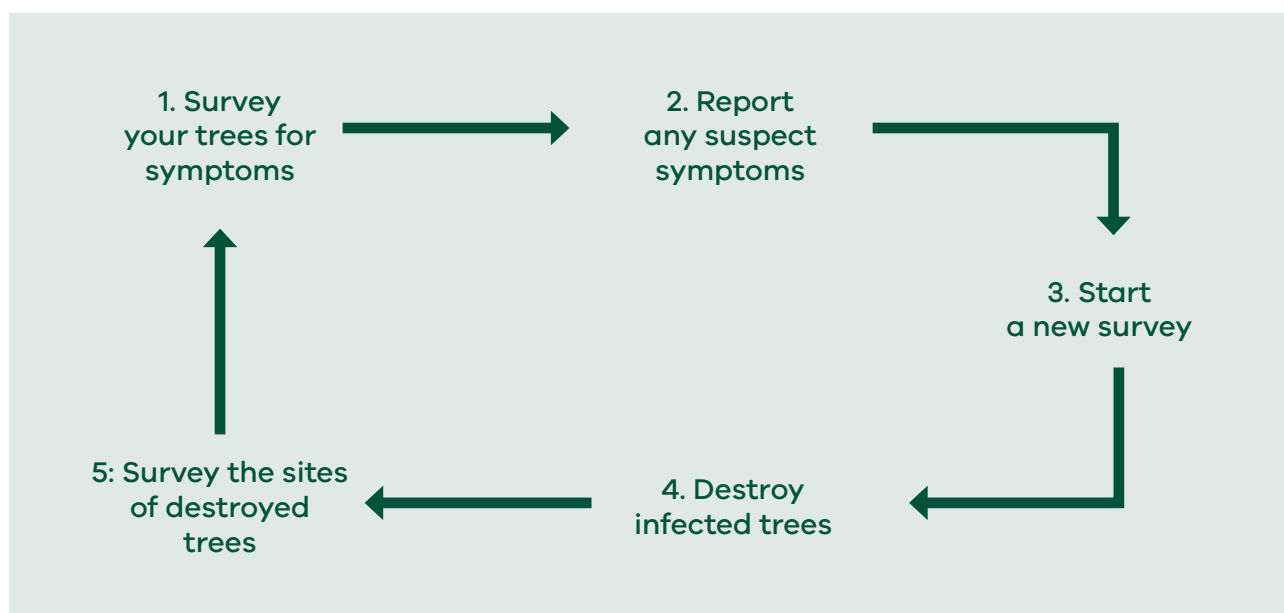 1. Survey
your trees for
symptoms
2. Report
any suspect
symptoms
3. Start
a new survey
4. Destroy
infected trees
5: Survey the sites
of destroyed
trees